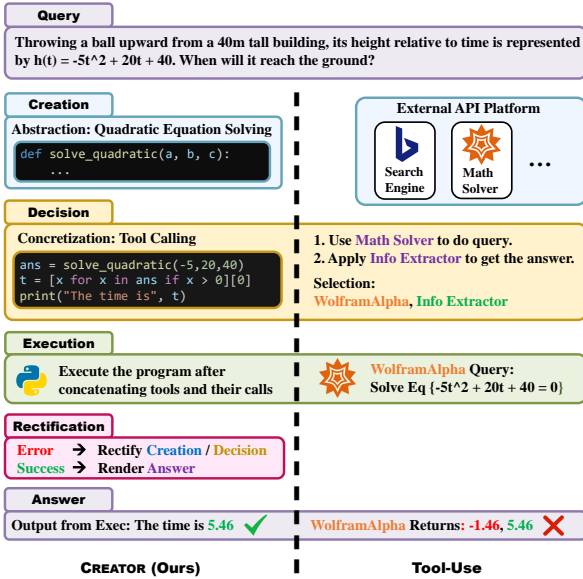 Query
Throwing a ball upward from a 40m tall building, its height relative to time is represented
by h(t) = -5t^2 + 20t + 40. When will it reach the ground?
Creation
Abstraction: Quadratic Equation Solving
def solve_quadratic(a, b, c):
...
External API Platform
Search
Engine
Math
Solver
...
Decision
Concretization: Tool Calling
ans = solve_quadratic(-5,20,40)
t = [x for x in ans if x > 0][0]
print("The time is", t)
1. Use Math Solver to do query.
2. Apply Info Extractor to get the answer.
Selection:
WolframAlpha, Info Extractor
Execution
Execute the program after
concatenating tools and their calls
WolframAlpha Query:
Solve Eq {-5t^2 + 20t + 40 = 0}
Rectification
Error → Rectify Creation / Decision
Success → Render Answer
Answer
Output from Exec: The time is 5.46
WolframAlpha Returns: -1.46, 5.46
CREATOR (Ours)
Tool-Use